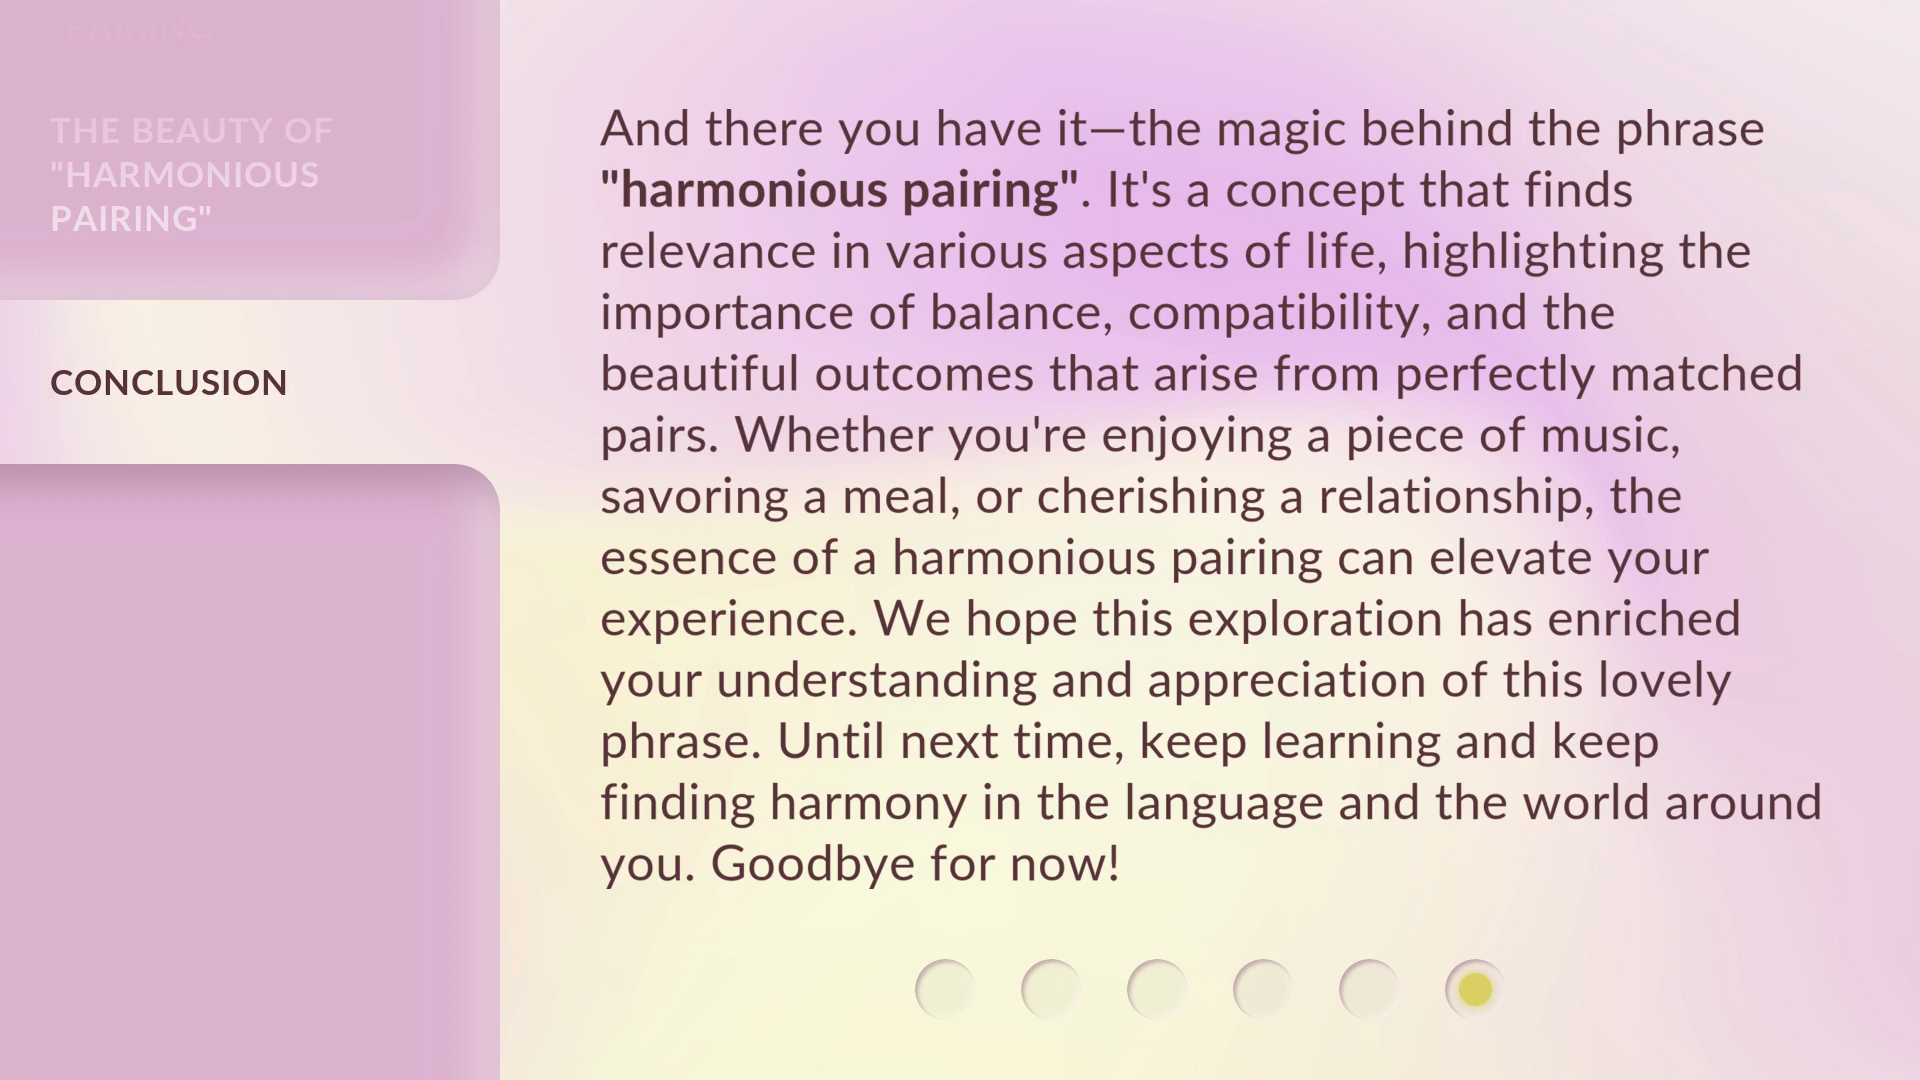 "PAIRING"
THE BEAUTY OF
"HARMONIOUS
PAIRING"
CONCLUSION
And there you have it—the magic behind the phrase
"harmonious pairing". It's a concept that finds
relevance in various aspects of life, highlighting the
importance of balance, compatibility, and the
beautiful outcomes that arise from perfectly matched
pairs. Whether you're enjoying a piece of music,
savoring a meal, or cherishing a relationship, the
essence of a harmonious pairing can elevate your
experience. We hope this exploration has enriched
your understanding and appreciation of this lovely
phrase. Until next time, keep learning and keep
finding harmony in the language and the world around
you. Goodbye for now!